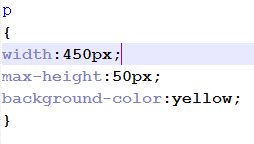 p
{
width:450px;
max-height:50px;
background-color:yellow;
}